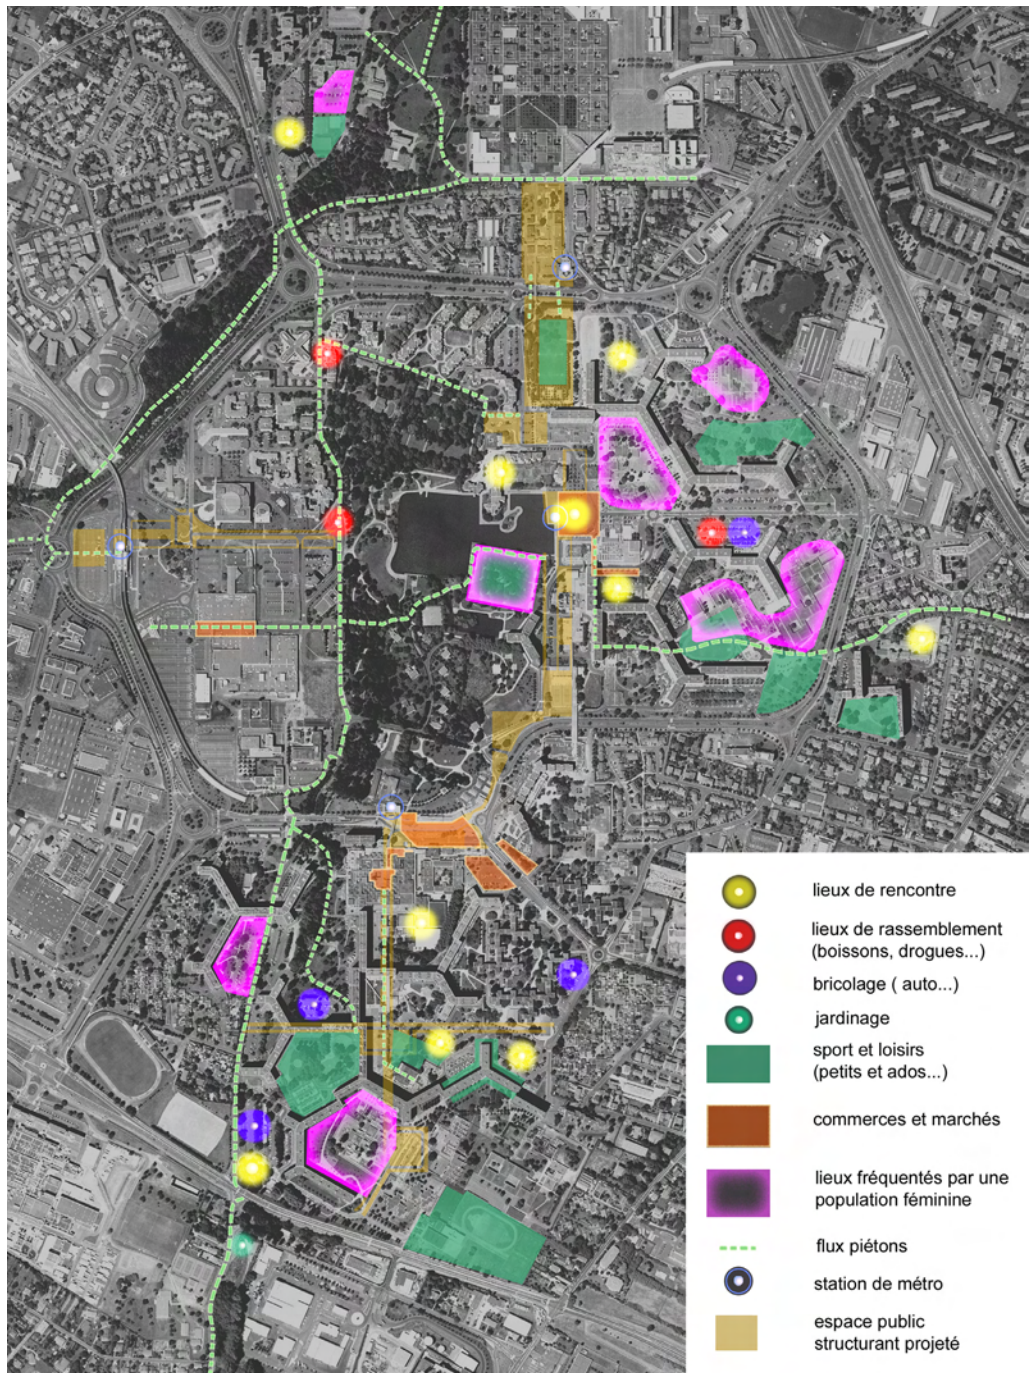 lieux de rencontre
lieux de rassemblement
(boissons, drogues...)
bricolage ( auto...)
jardinage
sport et loisirs
(petits et ados...)
commerces et marchés
lieux fréquentés par une
population féminine
flux piétons
station de métro
espace public
structurant projeté